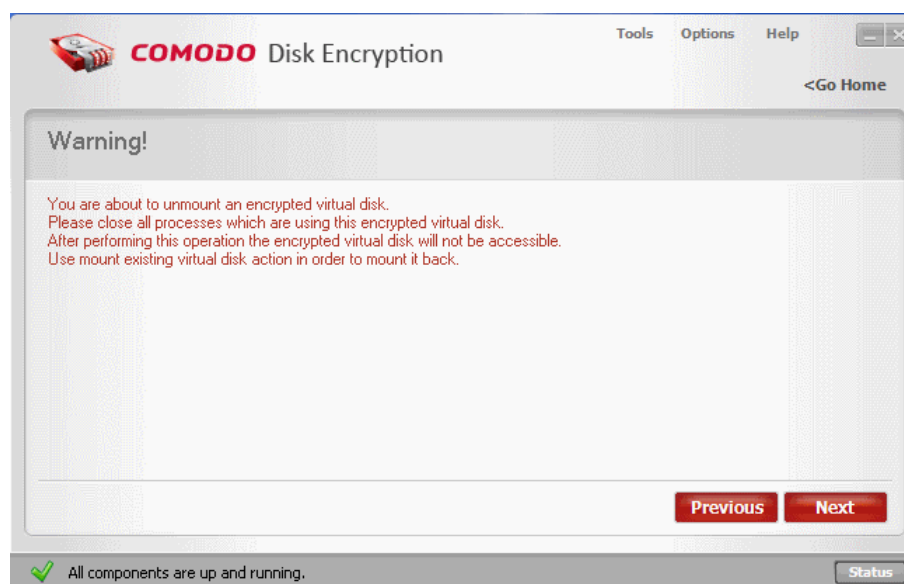 COMODO Disk Encryption
Tools Options Help
<Go Home
Warning!
You are about to unmount an encrypted virtual disk.
Please close all processes which are using this encrypted virtual disk.
After performing this operation the encrypted virtual disk will not be accessible.
Use mount existing virtual disk action in order to mount it back.
Previous Next
All components are up and running.
Status